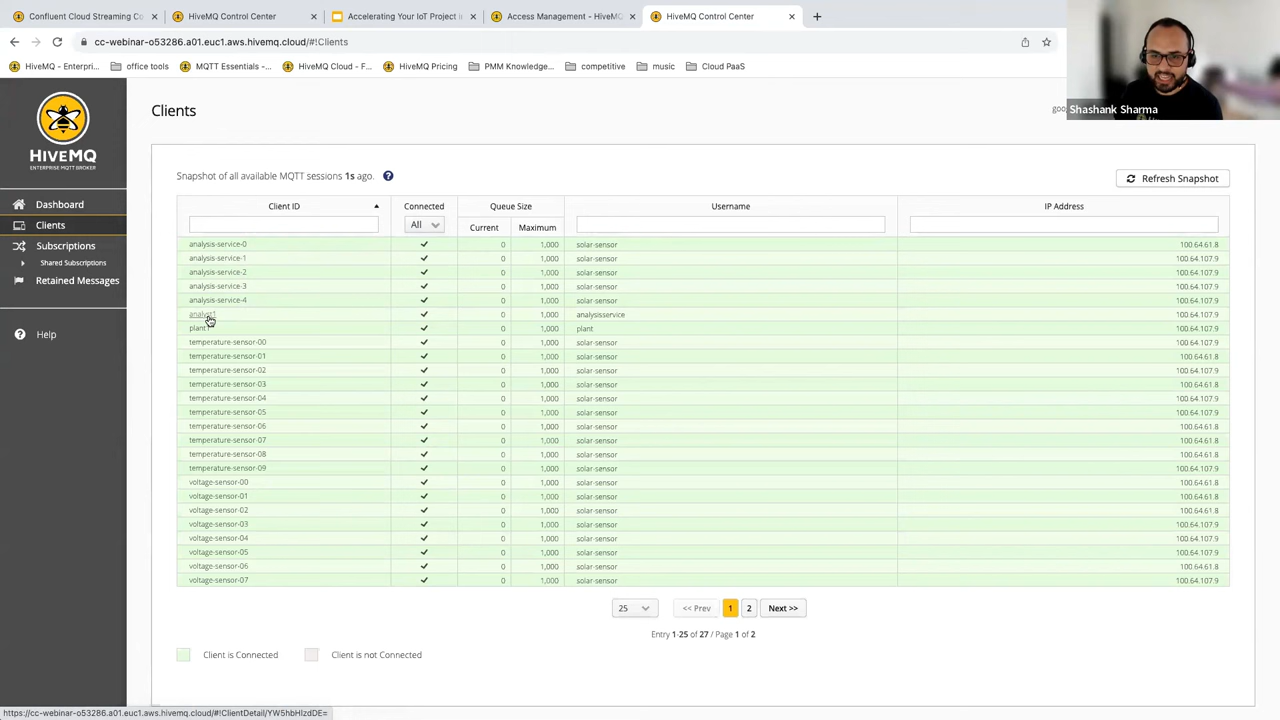 Confluent Cloud Streaming Co
HiveMQ Control Center
Accelerating Your IoT Project i
Access Management - HiveMQ
HiveMQ Control Center
cc-webinar-o53286.a01.euc1.aws.hivemq.cloud/#!Clients
HiveMQ - Enterpri...
office tools
MQTT Essentials -...
HiveMQ Cloud - F...
HiveMQ Pricing
PMM Knowledge...
competitive
music
Cloud PaaS
Shashank Sharma
HIVEMQ
ENTERPRISE MQTT BROKER
Dashboard
Clients
Subscriptions
Shared Subscriptions
Retained Messages
Help
Clients
Snapshot of all available MQTT sessions 1s ago. ?
Refresh Snapshot
Client ID Connected Queue Size Username IP Address
All Current Maximum
analysis-service-0 0 1,000 solar-sensor 100.64.61.8
analysis-service-1 0 1,000 solar-sensor 100.64.107.9
analysis-service-2 0 1,000 solar-sensor 100.64.107.9
analysis-service-3 0 1,000 solar-sensor 100.64.107.9
analysis-service-4 0 1,000 solar-sensor 100.64.61.8
analyst1 0 1,000 analysisservice 100.64.107.9
plant1 0 1,000 plant 100.64.107.9
temperature-sensor-00 0 1,000 solar-sensor 100.64.107.9
temperature-sensor-01 0 1,000 solar-sensor 100.64.61.8
temperature-sensor-02 0 1,000 solar-sensor 100.64.107.9
temperature-sensor-03 0 1,000 solar-sensor 100.64.61.8
temperature-sensor-04 0 1,000 solar-sensor 100.64.107.9
temperature-sensor-05 0 1,000 solar-sensor 100.64.107.9
temperature-sensor-06 0 1,000 solar-sensor 100.64.61.8
temperature-sensor-07 0 1,000 solar-sensor 100.64.107.9
temperature-sensor-08 0 1,000 solar-sensor 100.64.61.8
temperature-sensor-09 0 1,000 solar-sensor 100.64.107.9
voltage-sensor-00 0 1,000 solar-sensor 100.64.61.8
voltage-sensor-01 0 1,000 solar-sensor 100.64.107.9
voltage-sensor-02 0 1,000 solar-sensor 100.64.61.8
voltage-sensor-03 0 1,000 solar-sensor 100.64.107.9
voltage-sensor-04 0 1,000 solar-sensor 100.64.61.8
voltage-sensor-05 0 1,000 solar-sensor 100.64.107.9
voltage-sensor-06 0 1,000 solar-sensor 100.64.61.8
voltage-sensor-07 0 1,000 solar-sensor 100.64.107.9
25 << Prev 1 2 Next >>
Entry 1-25 of 27 / Page 1 of 2
Client is Connected
Client is not Connected
https://cc-webinar-o53286.a01.euc1.aws.hivemq.cloud/#!ClientDetail/YW5hbHlzdDE=